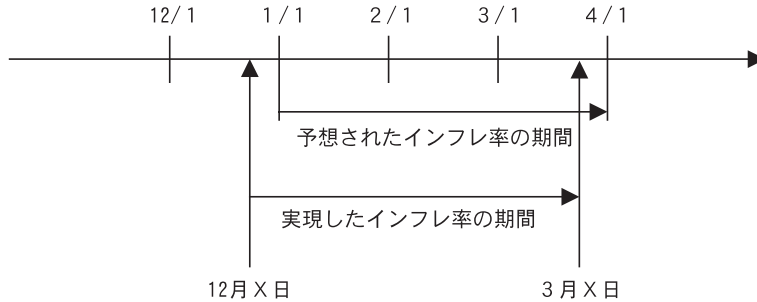 12/1 1/1 2/1 3/1 4/1
予想されたインフレ率の期間
実現したインフレ率の期間
12月X日 3月X日